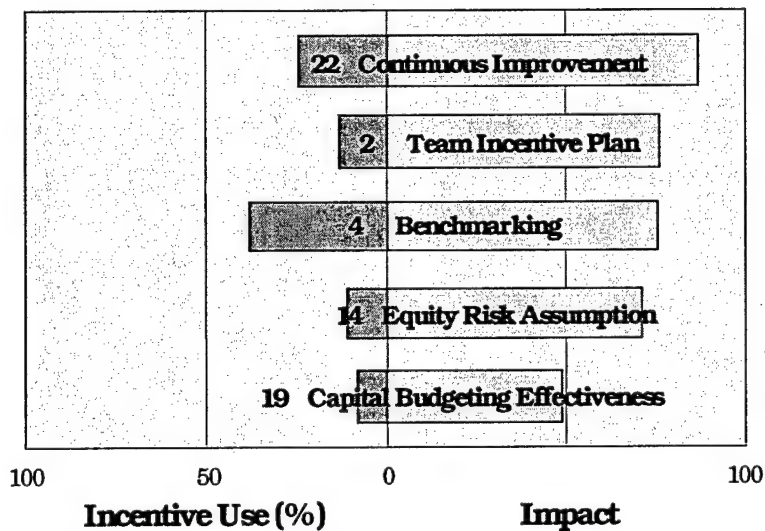 22 Continuous Improvement
2 Team Incentive Plan
4 Benchmarking
14 Equity Risk Assumption
19 Capital Budgeting Effectiveness
100 50 0 100
Incentive Use (%) Impact